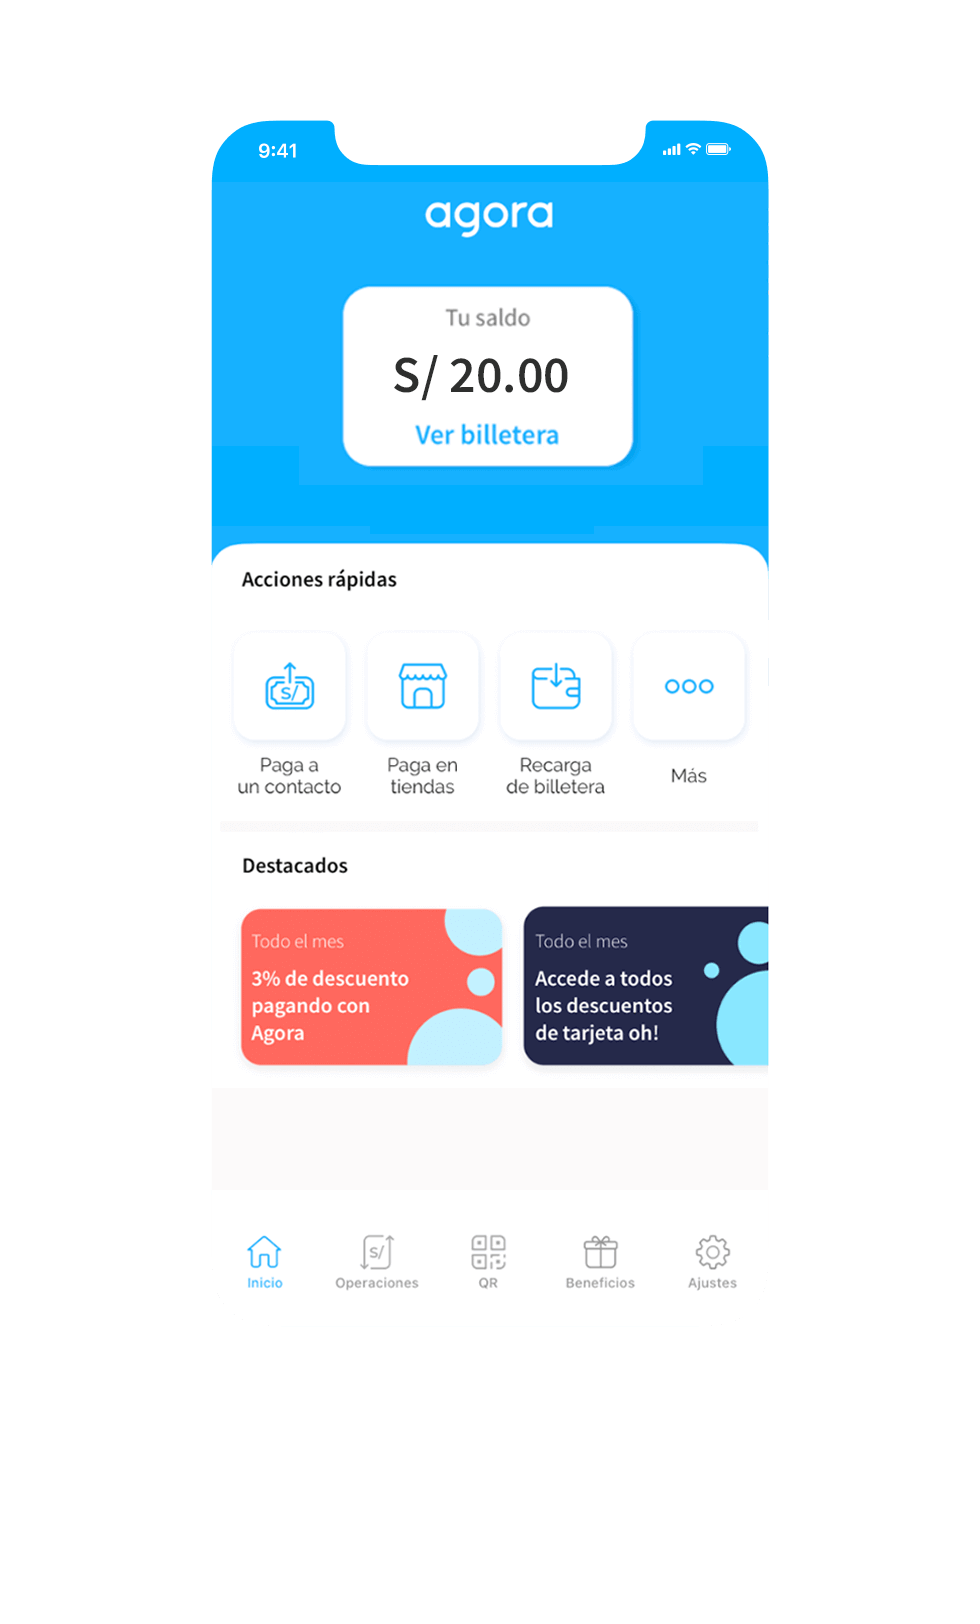 9:41
agora
Tu saldo
S/ 20.00
Ver billetera
Acciones rápidas
S/
Paga a
un contacto
Paga en
tiendas
Recarga
de billetera
Más
Destacados
Todo el mes
3% de descuento
pagando con
Agora
Todo el mes
Accede a todos
los descuentos
de tarjeta oh!
S/
Inicio
Operaciones
QR
Beneficios
Ajustes